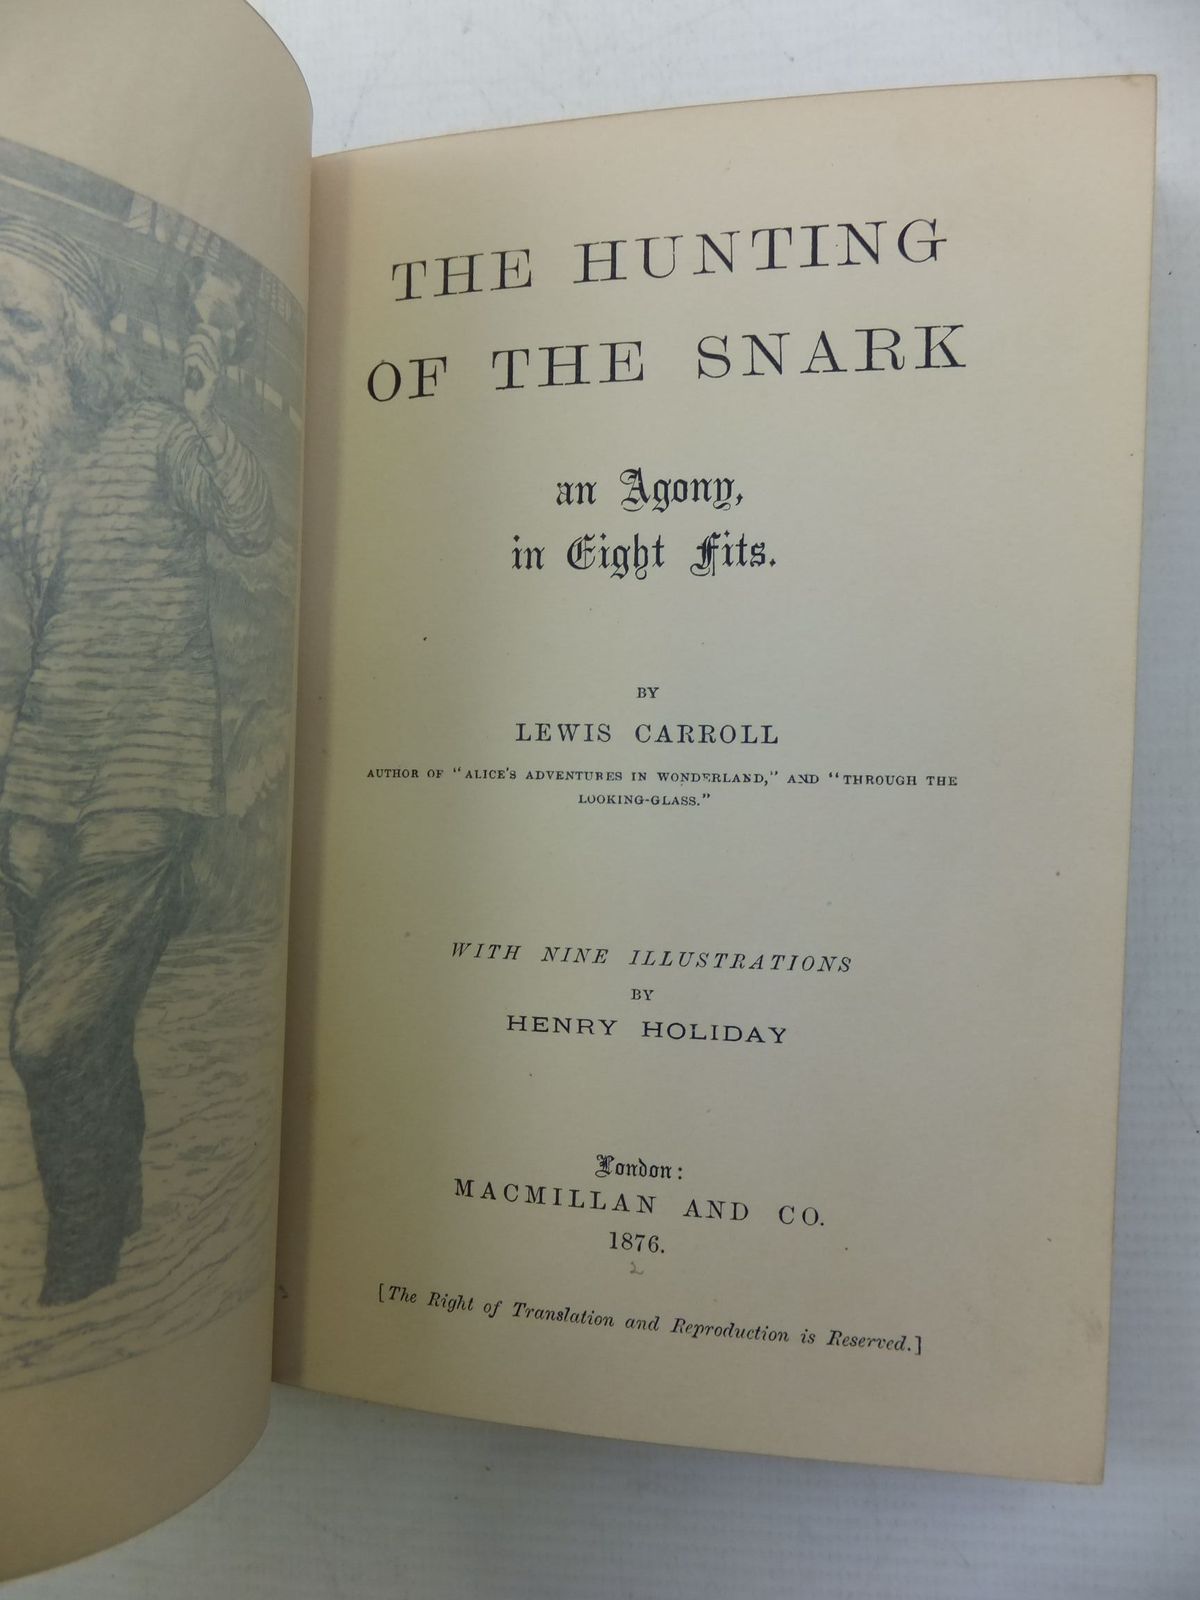 THE HUNTING
OF THE SNARK
an Agony,
in Eight Fits.
BY
LEWIS CARROLL
AUTHOR OF "ALICE'S ADVENTURES IN WONDERLAND," AND "THROUGH THE
LOOKING-GLASS."
WITH NINE ILLUSTRATIONS
BY
HENRY HOLIDAY
London:
MACMILLAN AND CO.
1876.
2
[The Right of Translation and Reproduction is Reserved.]